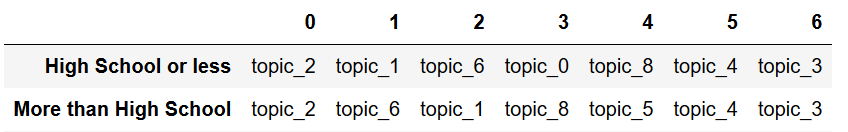 0 1 2 3 4 5 6
High School or less topic_2 topic_1 topic_6 topic_0 topic_8 topic_4 topic_3
More than High School topic_2 topic_6 topic_1 topic_8 topic_5 topic_4 topic_3